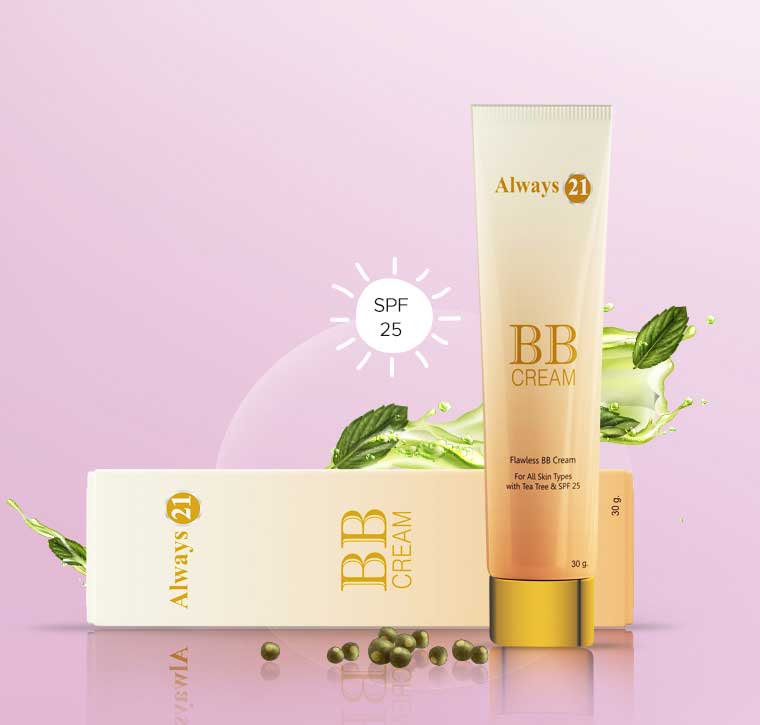 Always 21
SPF
25
BB
CREAM
Flawless BB Cream
For All Skin Types
with Tea Tree & SPF 25
30 g.
Always 21
BB
CREAM
30 g.